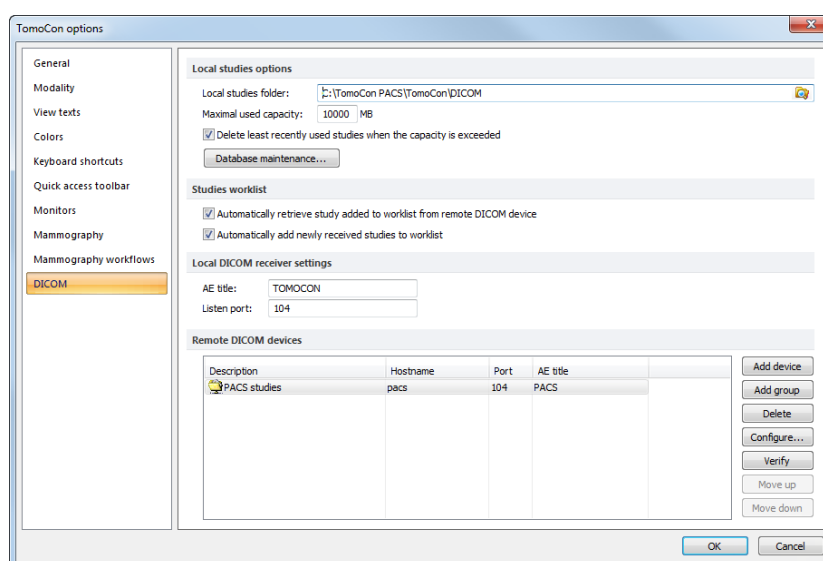 TomoCon options
General
Modality
View texts
Colors
Keyboard shortcuts
Quick access toolbar
Monitors
Mammography
Mammography workflows
DICOM
Local studies options
Local studies folder: C:\TomoCon PACS\TomoCon\DICOM
Maximal used capacity: 10000 MB
Delete least recently used studies when the capacity is exceeded
Database maintenance...
Studies worklist
Automatically retrieve study added to worklist from remote DICOM device
Automatically add newly received studies to worklist
Local DICOM receiver settings
AE title: TOMOCON
Listen port: 104
Remote DICOM devices
Description Hostname Port AE title
PACS studies pacs 104 PACS
Add device
Add group
Delete
Configure...
Verify
Move up
Move down
OK Cancel